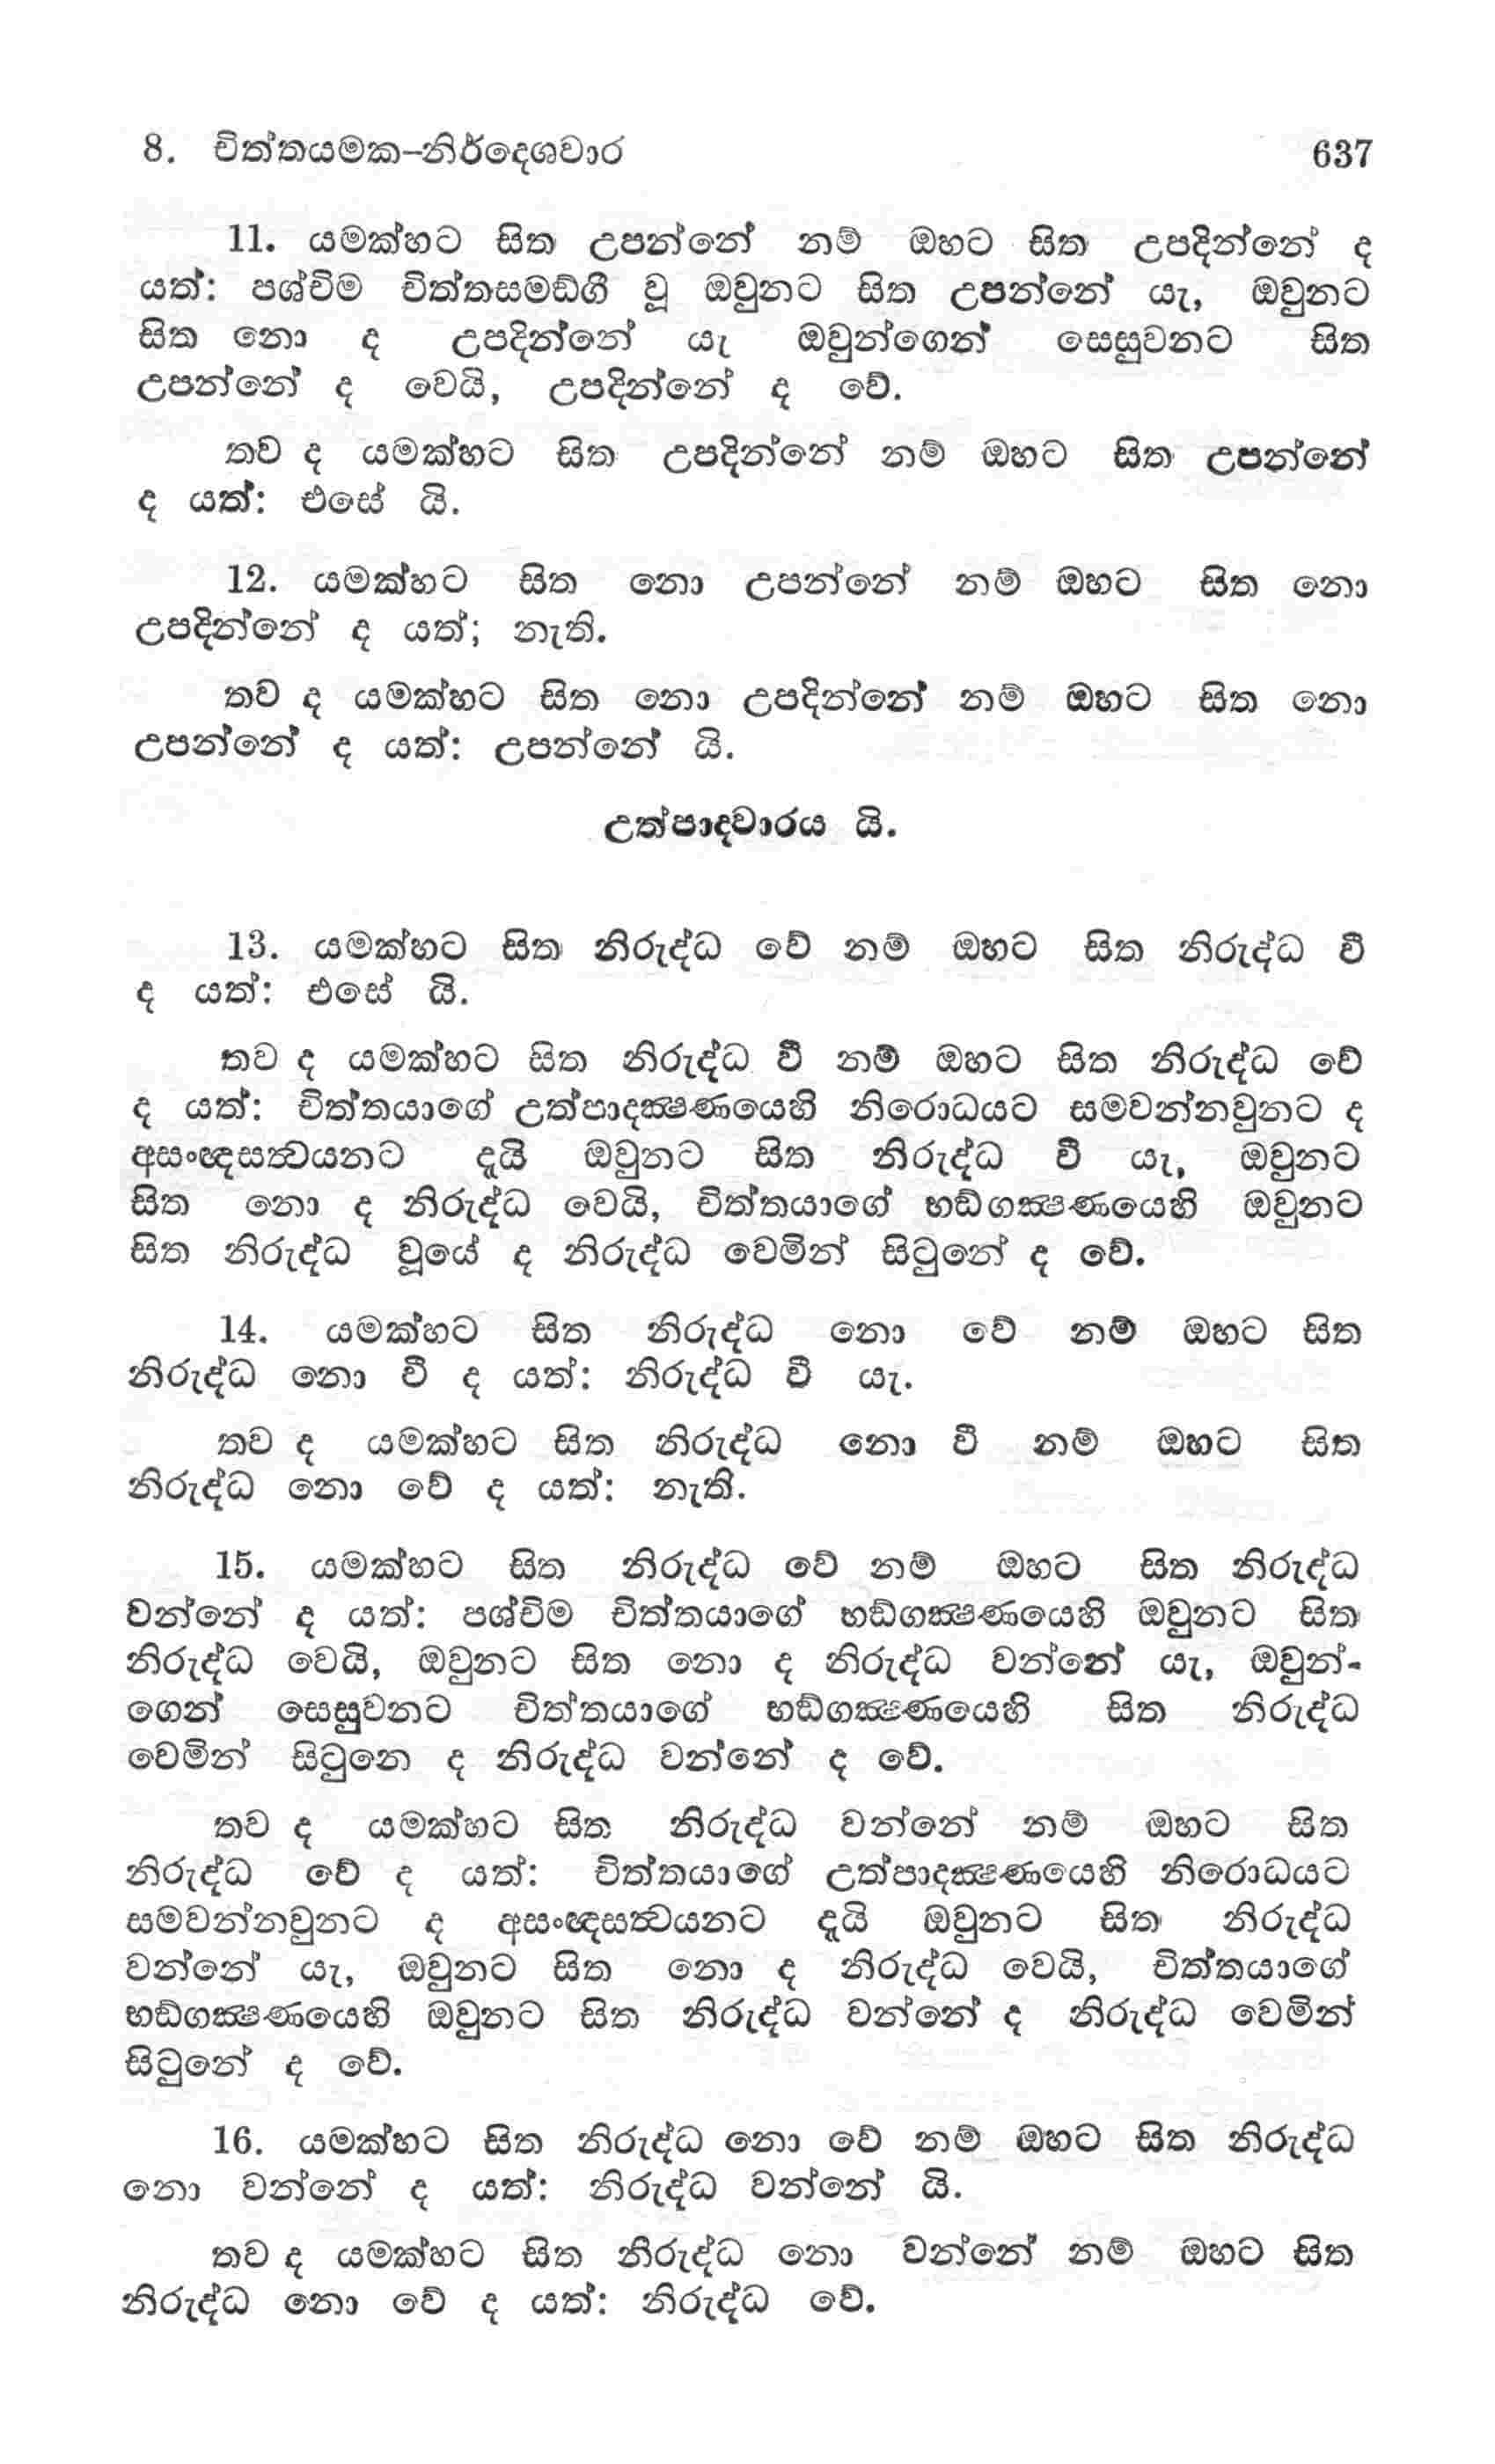 8. චිත්තයමක-නිර්දෙශවාර 637
11. යමක්හට සිත උපන්නේ නම් ඔහට සිත උපදින්නේ ද
යත්: පශ්චිම චිත්තසමඞ්ගී වූ ඔවුනට සිත උපන්නේ යැ, ඔවුනට
සිත නො ද උපදින්නේ යැ ඔවුන්ගෙන් සෙසුවනට සිත
උපන්නේ ද වෙයි, උපදින්නේ ද වේ.
තව ද යමක්හට සිත උපදින්නේ නම් ඔහට සිත උපන්නේ
ද යත්: එසේ යි.
12. යමක්හට සිත නො උපන්නේ නම් ඔහට සිත නො
උපදින්නේ ද යත්; නැති.
තව ද යමක්හට සිත නො උපදින්නේ නම් ඔහට සිත නො
උපන්නේ ද යත්: උපන්නේ යි.
උත්පාදවාරය යි.
13. යමක්හට සිත නිරුද්ධ වේ නම් ඔහට සිත නිරුද්ධ වී
ද යත්: එසේ යි.
තව ද යමක්හට සිත නිරුද්ධ වී නම් ඔහට සිත නිරුද්ධ වේ
ද යත්: චිත්තයාගේ උත්පාදක්‍ෂණයෙහි නිරොධයට සමවන්නවුනට ද
අසංඥසත්‍වයනට දැයි ඔවුනට සිත නිරුද්ධ වී යැ, ඔවුනට
සිත නො ද නිරුද්ධ වෙයි, චිත්තයාගේ භඞ්ගක්‍ෂණයෙහි ඔවුනට
සිත නිරුද්ධ වූයේ ද නිරුද්ධ වෙමින් සිටුනේ ද වේ.
14. යමක්හට සිත නිරුද්ධ නො වේ නම් ඔහට සිත
නිරුද්ධ නො වී ද යත්: නිරුද්ධ වී යැ.
තව ද යමක්හට සිත නිරුද්ධ නො වී නම් ඔහට සිත
නිරුද්ධ නො වේ ද යත්: නැති.
15. යමක්හට සිත නිරුද්ධ වේ නම් ඔහට සිත නිරුද්ධ
වන්නේ ද යත්: පශ්චිම චිත්තයාගේ භඞ්ගක්‍ෂණයෙහි ඔවුනට සිත
නිරුද්ධ වෙයි, ඔවුනට සිත නො ද නිරුද්ධ වන්නේ යැ, ඔවුන්-
ගෙන් සෙසුවනට චිත්තයාගේ භඞ්ගක්‍ෂණයෙහි සිත නිරුද්ධ
වෙමින් සිටුනෙ ද නිරුද්ධ වන්නේ ද වේ.
තව ද යමක්හට සිත නිරුද්ධ වන්නේ නම් ඔහට සිත
නිරුද්ධ වේ ද යත්: චිත්තයාගේ උත්පාදක්‍ෂණයෙහි නිරොධයට
සමවන්නවුනට ද අසංඥසත්‍වයනට දැයි ඔවුනට සිත නිරුද්ධ
වන්නේ යැ, ඔවුනට සිත නො ද නිරුද්ධ වෙයි, චිත්තයාගේ
භඞ්ගක්‍ෂණයෙහි ඔවුනට සිත නිරුද්ධ වන්නේ ද නිරුද්ධ වෙමින්
සිටුනේ ද වේ.
16. යමක්හට සිත නිරුද්ධ නො වේ නම් ඔහට සිත නිරුද්ධ
නො වන්නේ ද යත්: නිරුද්ධ වන්නේ යි.
තව ද යමක්හට සිත නිරුද්ධ නො වන්නේ නම් ඔහට සිත
නිරුද්ධ නො වේ ද යත්: නිරුද්ධ වේ.